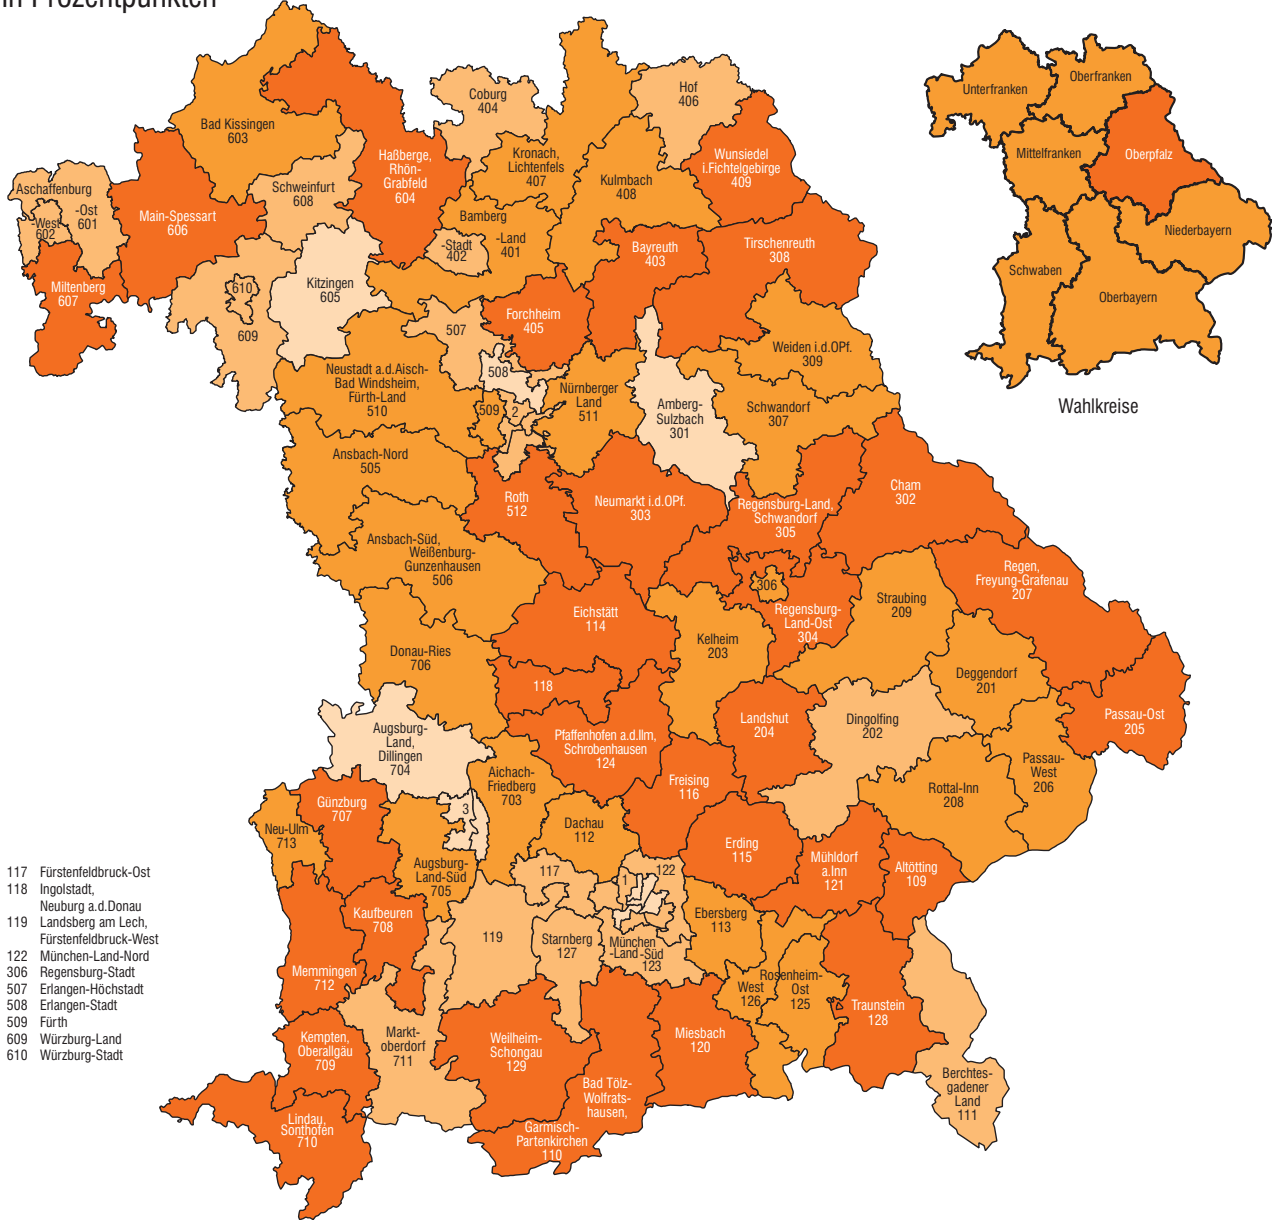 in Prozentpunkten
Coburg
404
Hof
406
Bad Kissingen
603
Haßberge,
Rhön-
Grabfeld
604
Kronach,
Lichtenfels
407
Kulmbach
408
Wunsiedel
i.Fichtelgebirge
409
Aschaffenburg
-West
602
-Ost
601
Schweinfurt
608
Main-Spessart
606
Miltenberg
607
Bamberg
-Stadt
402
-Land
401
Bayreuth
403
Tirschenreuth
308
610
609
Kitzingen
605
507
Forchheim
405
508
Weiden i.d.OPf.
309
Neustadt a.d.Aisch-
Bad Windsheim,
Fürth-Land
510
509
2
Nürnberger
Land
511
Amberg-
Sulzbach
301
Schwandorf
307
Ansbach-Nord
505
Roth
512
Neumarkt i.d.OPf.
303
Regensburg-Land,
Schwandorf
305
Cham
302
Ansbach-Süd,
Weißenburg-
Gunzenhausen
506
Eichstätt
114
306
Regensburg-
Land-Ost
304
Straubing
209
Regen,
Freyung-Grafenau
207
Donau-Ries
706
Kelheim
203
Deggendorf
201
118
Augsburg-
Land,
Dillingen
704
Pfaffenhofen a.d.Ilm,
Schrobenhausen
124
Landshut
204
Dingolfing
202
Passau-Ost
205
Aichach-
Friedberg
703
Freising
116
Passau-
West
206
Rottal-Inn
208
Günzburg
707
3
Neu-Ulm
713
Dachau
112
Erding
115
Mühldorf
a.Inn
121
Altötting
109
Augsburg-
Land-Süd
705
117
1
122
Kaufbeuren
708
Ebersberg
113
119
Starnberg
127
München
-Land -Süd
123
Memmingen
712
West
126
Rosenheim-
Ost
125
Traunstein
128
Kempten,
Oberallgäu
709
Markt-
oberdorf
711
Weilheim-
Schongau
129
Miesbach
120
Bad Tölz-
Wolfrats-
hausen,
Garmisch-
Partenkirchen
110
Lindau,
Sonthofen
710
Berchtes-
gadener
Land
111
Unterfranken
Oberfranken
Mittelfranken
Oberpfalz
Niederbayern
Schwaben
Oberbayern
Wahlkreise
117 Fürstenfeldbruck-Ost
118 Ingolstadt,
Neuburg a.d.Donau
119 Landsberg am Lech,
Fürstenfeldbruck-West
122 München-Land-Nord
306 Regensburg-Stadt
507 Erlangen-Höchstadt
508 Erlangen-Stadt
509 Fürth
609 Würzburg-Land
610 Würzburg-Stadt